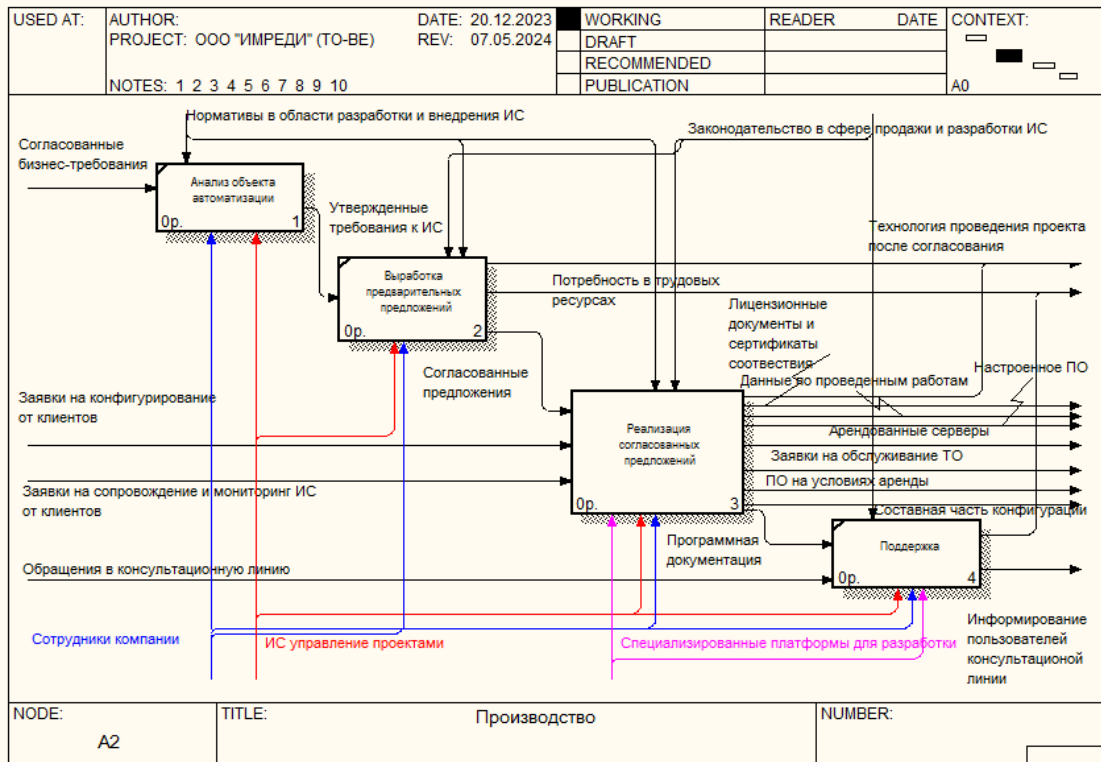 USED AT:
AUTHOR:
DATE: 20.12.2023
PROJECT: ООО "ИМРЕДИ" (TO-BE)
REV: 07.05.2024
NOTES: 1 2 3 4 5 6 7 8 9 10
WORKING
DRAFT
RECOMMENDED
PUBLICATION
READER
DATE
CONTEXT:
A0
Нормативы в области разработки и внедрения ИС
Законодательство в сфере продажи и разработки ИС
Согласованные
бизнес-требования
Анализ объекта
автоматизации
0р.
1
Утвержденные
требования к ИС
Технология проведения проекта
после согласования
Выработка
предварительных
предложений
0р.
2
Потребность в трудовых
ресурсах
Лицензионные
документы и
сертификаты
соотвествия
Согласованные
предложения
Настроенное ПО
Данные по проведенным работам
Заявки на конфигурирование
от клиентов
Реализация
согласованных
предложений
0р.
3
Арендованные серверы
Заявки на обслуживание ТО
ПО на условиях аренды
Заявки на сопровождение и мониторинг ИС
от клиентов
Составная часть конфигурации
Программная
документация
Поддержка
0р.
4
Обращения в консультационную линию
Сотрудники компании
ИС управление проектами
Специализированные платформы для разработки
Информирование
пользователей
консультационой
линии
NODE:
A2
TITLE:
Производство
NUMBER: